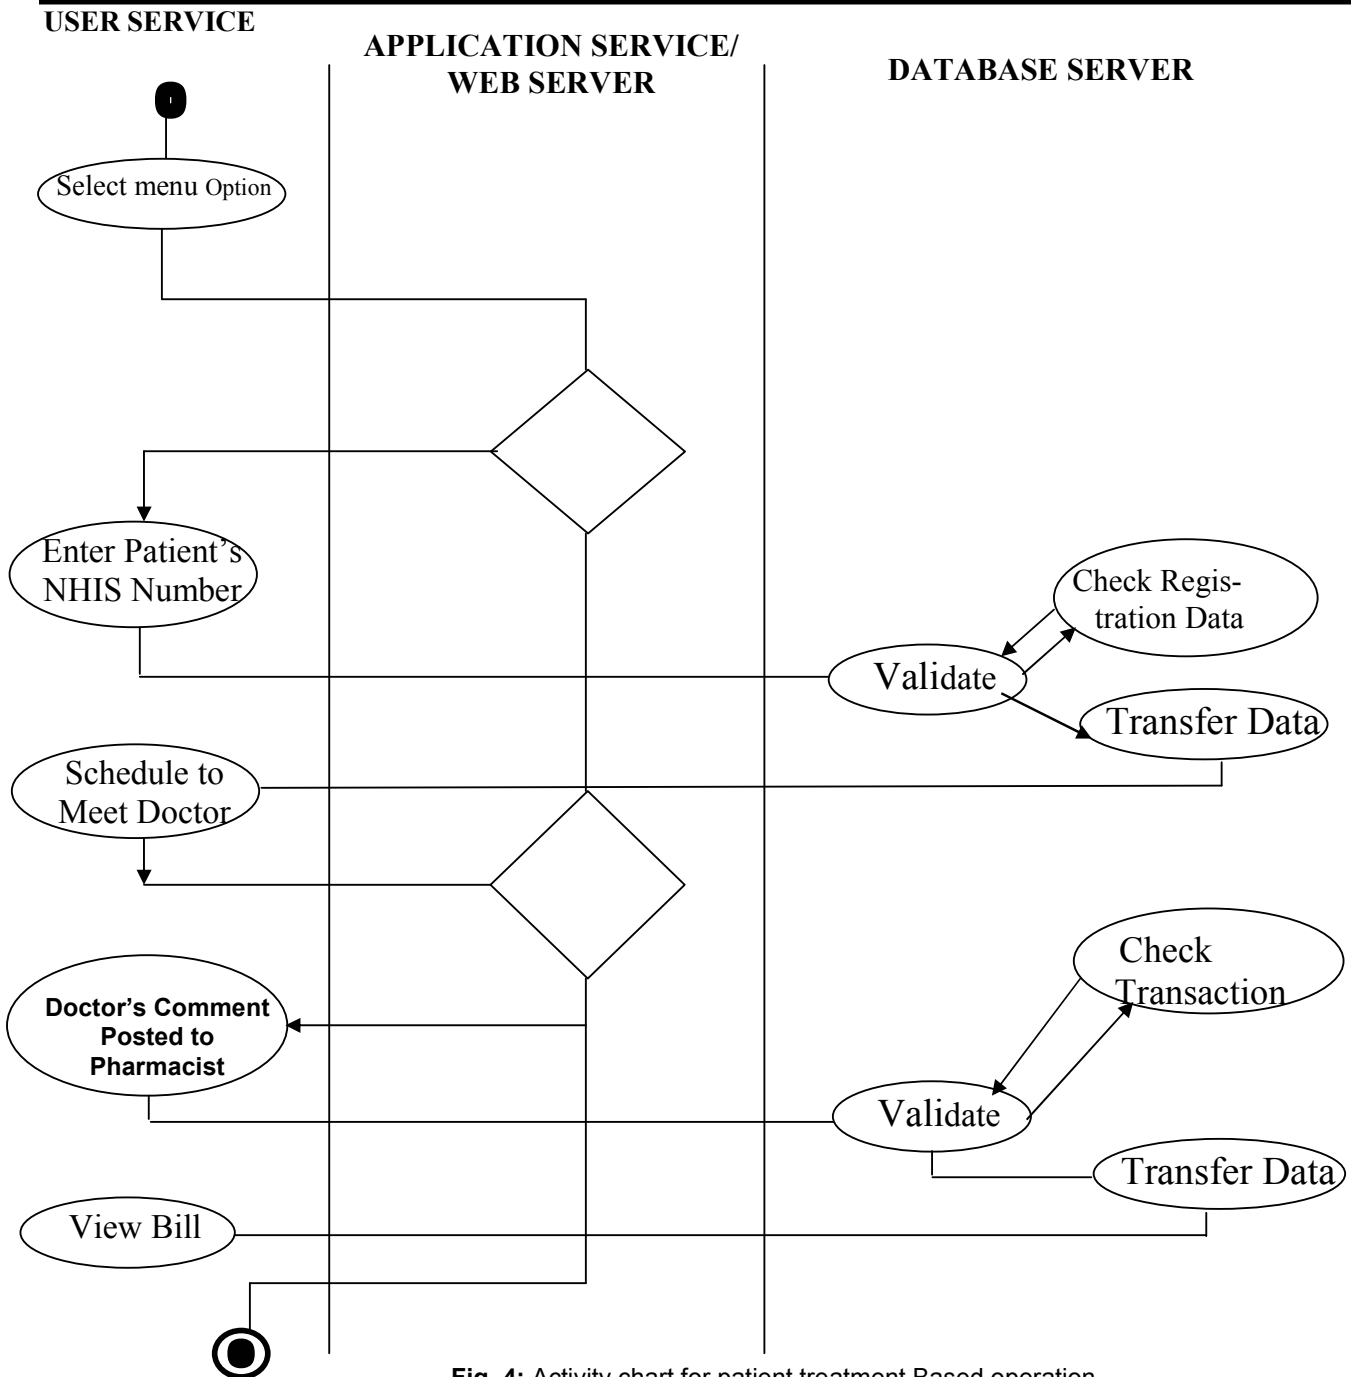 USER SERVICE
APPLICATION SERVICE/
WEB SERVER
DATABASE SERVER
Select menu Option
Enter Patient's
NHIS Number
Check Regis-
tration Data
Validate
Transfer Data
Schedule to
Meet Doctor
Check
Transaction
Doctor's Comment
Posted to
Pharmacist
Validate
Transfer Data
View Bill
Fig. 4: Activity chart for patient treatment Based operation